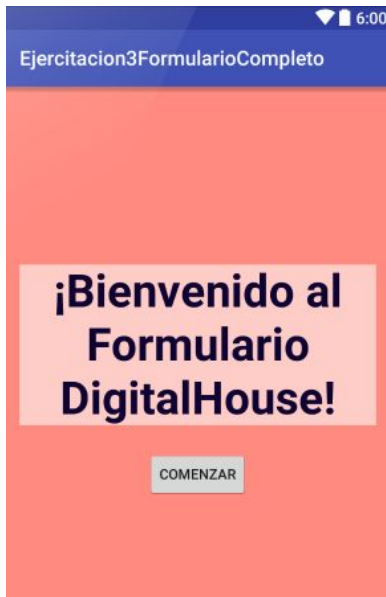 6:00
Ejercitacion3FormularioCompleto
¡Bienvenido al
Formulario
DigitalHouse!
COMENZAR